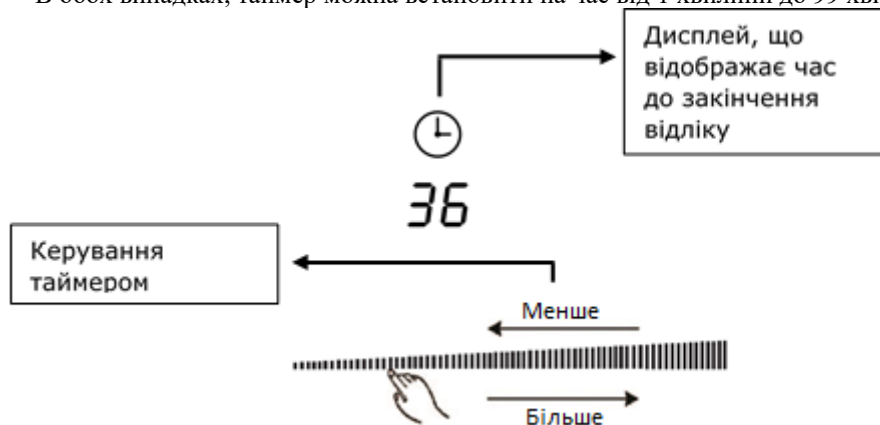 Дисплей, що
відображає час
до закінчення
відліку
36
Керування
таймером
Менше
Більше